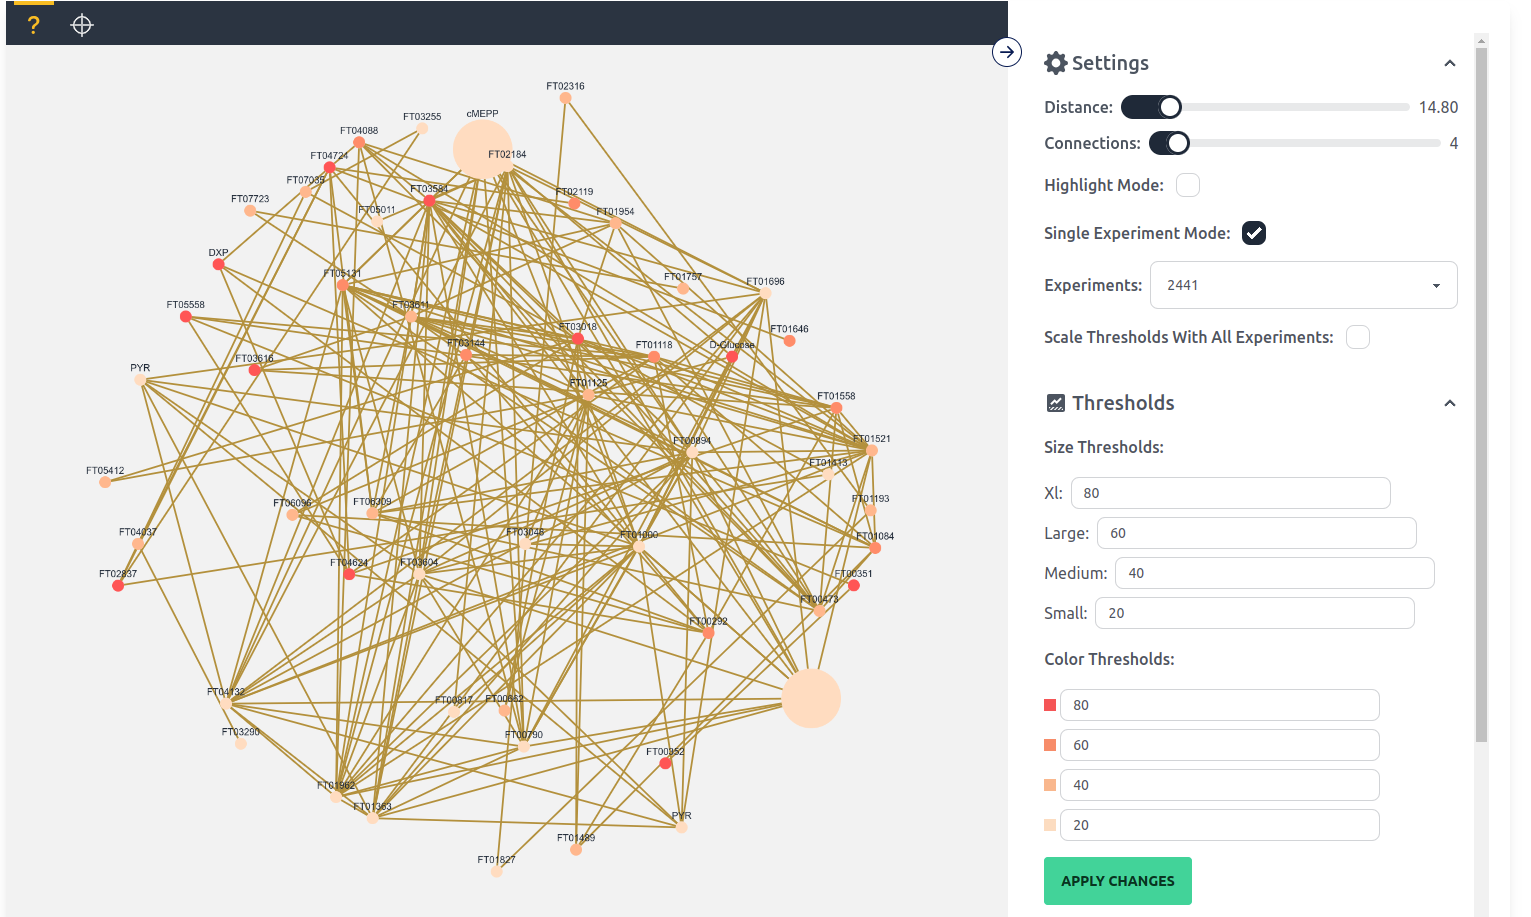 ?
FT02316
cMEPP
FT03255
FT04088
FT02184
FT04724
FT07035
FT03584
FT02119
FT07723
FT05011
FT01954
DXP
FT05131
FT01757
FT01696
FT05558
FT03611
FT03018
FT01646
FT03144
FT01118
D-Glucose
FT03616
PYR
FT01125
FT01558
FT00894
FT01521
FT01413
FT05412
FT06096
FT06309
FT01193
FT04037
FT03046
FT01000
FT01084
FT02837
FT04624
FT03604
FT00351
FT00473
FT00292
FT04132
FT00817
FT00652
FT03290
FT00790
FT00952
FT01962
FT01363
PYR
FT01489
FT01827
Settings
Distance: 14.80
Connections: 4
Highlight Mode:
Single Experiment Mode:
Experiments: 2441
Scale Thresholds With All Experiments:
Thresholds
Size Thresholds:
Xl: 80
Large: 60
Medium: 40
Small: 20
Color Thresholds:
80
60
40
20
APPLY CHANGES